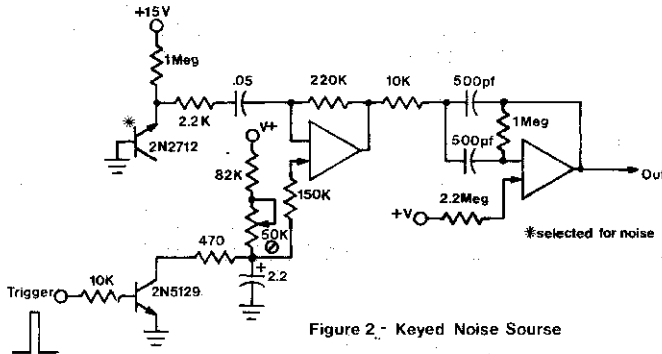 +15V
1Meg
.05
220K
10K
500pf
2.2K
V+
1Meg
*
2N2712
500pf
82K
150K
2.2Meg
Out
+V
50K
*selected for noise
470
+
2.2
Trigger
10K
2N5129
Figure 2 - Keyed Noise Sourse